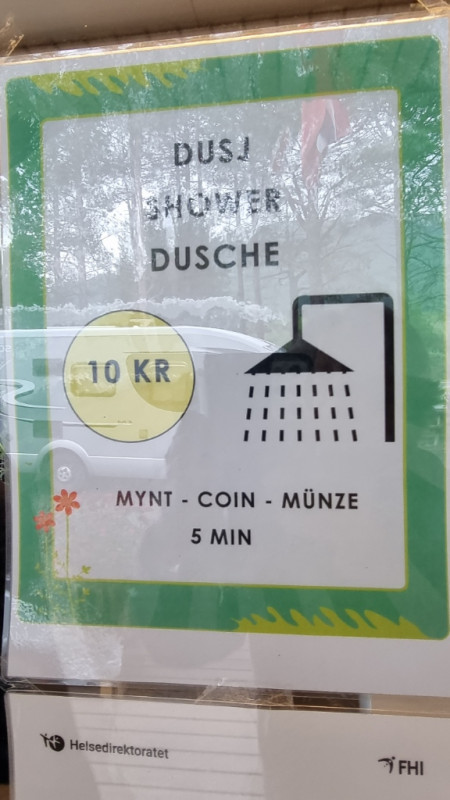 DUSJ
SHOWER
DUSCHE
10 KR
MYNT - COIN - MÜNZE
5 MIN
Helsedirektoratet
FHI